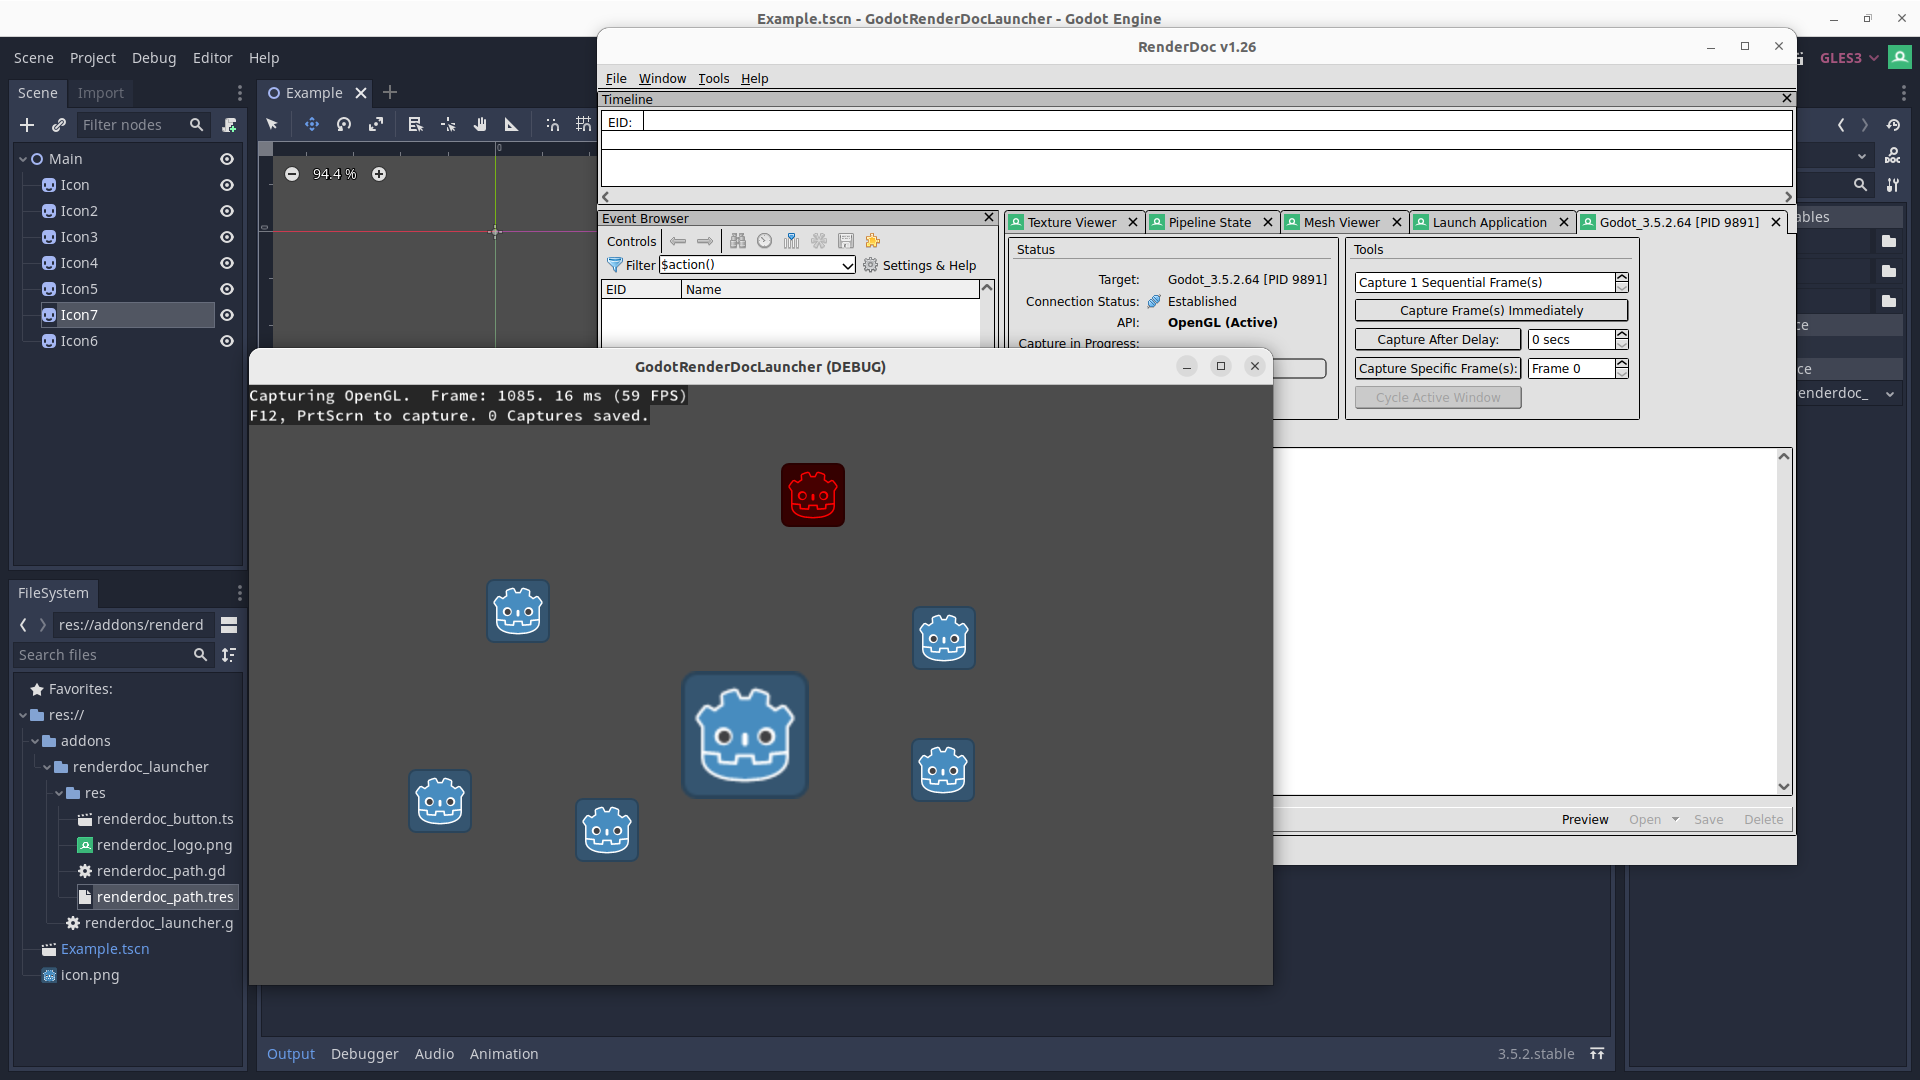 Example.tscn - GodotRenderDocLauncher - Godot Engine
Scene Project Debug Editor Help
GLES3
Scene Import
Filter nodes
Main
Icon
Icon2
Icon3
Icon4
Icon5
Icon7
Icon6
Example
0
0
94.4 %
RenderDoc v1.26
File Window Tools Help
Timeline
EID:
Event Browser
Controls
Filter $action() Settings & Help
EID Name
Texture Viewer Pipeline State Mesh Viewer Launch Application Godot_3.5.2.64 [PID 9891]
Status
Target: Godot_3.5.2.64 [PID 9891]
Connection Status: Established
API: OpenGL (Active)
Capture in Progress:
Tools
Capture 1 Sequential Frame(s)
Capture Frame(s) Immediately
Capture After Delay: 0 secs
Capture Specific Frame(s): Frame 0
Cycle Active Window
Preview Open Save Delete
ables
ce
ce
enderdoc_
GodotRenderDocLauncher (DEBUG)
Capturing OpenGL. Frame: 1085. 16 ms (59 FPS)
F12, PrtScrn to capture. 0 Captures saved.
FileSystem
res://addons/renderd
Search files
Favorites:
res://
addons
renderdoc_launcher
res
renderdoc_button.ts
renderdoc_logo.png
renderdoc_path.gd
renderdoc_path.tres
renderdoc_launcher.g
Example.tscn
icon.png
Output Debugger Audio Animation
3.5.2.stable